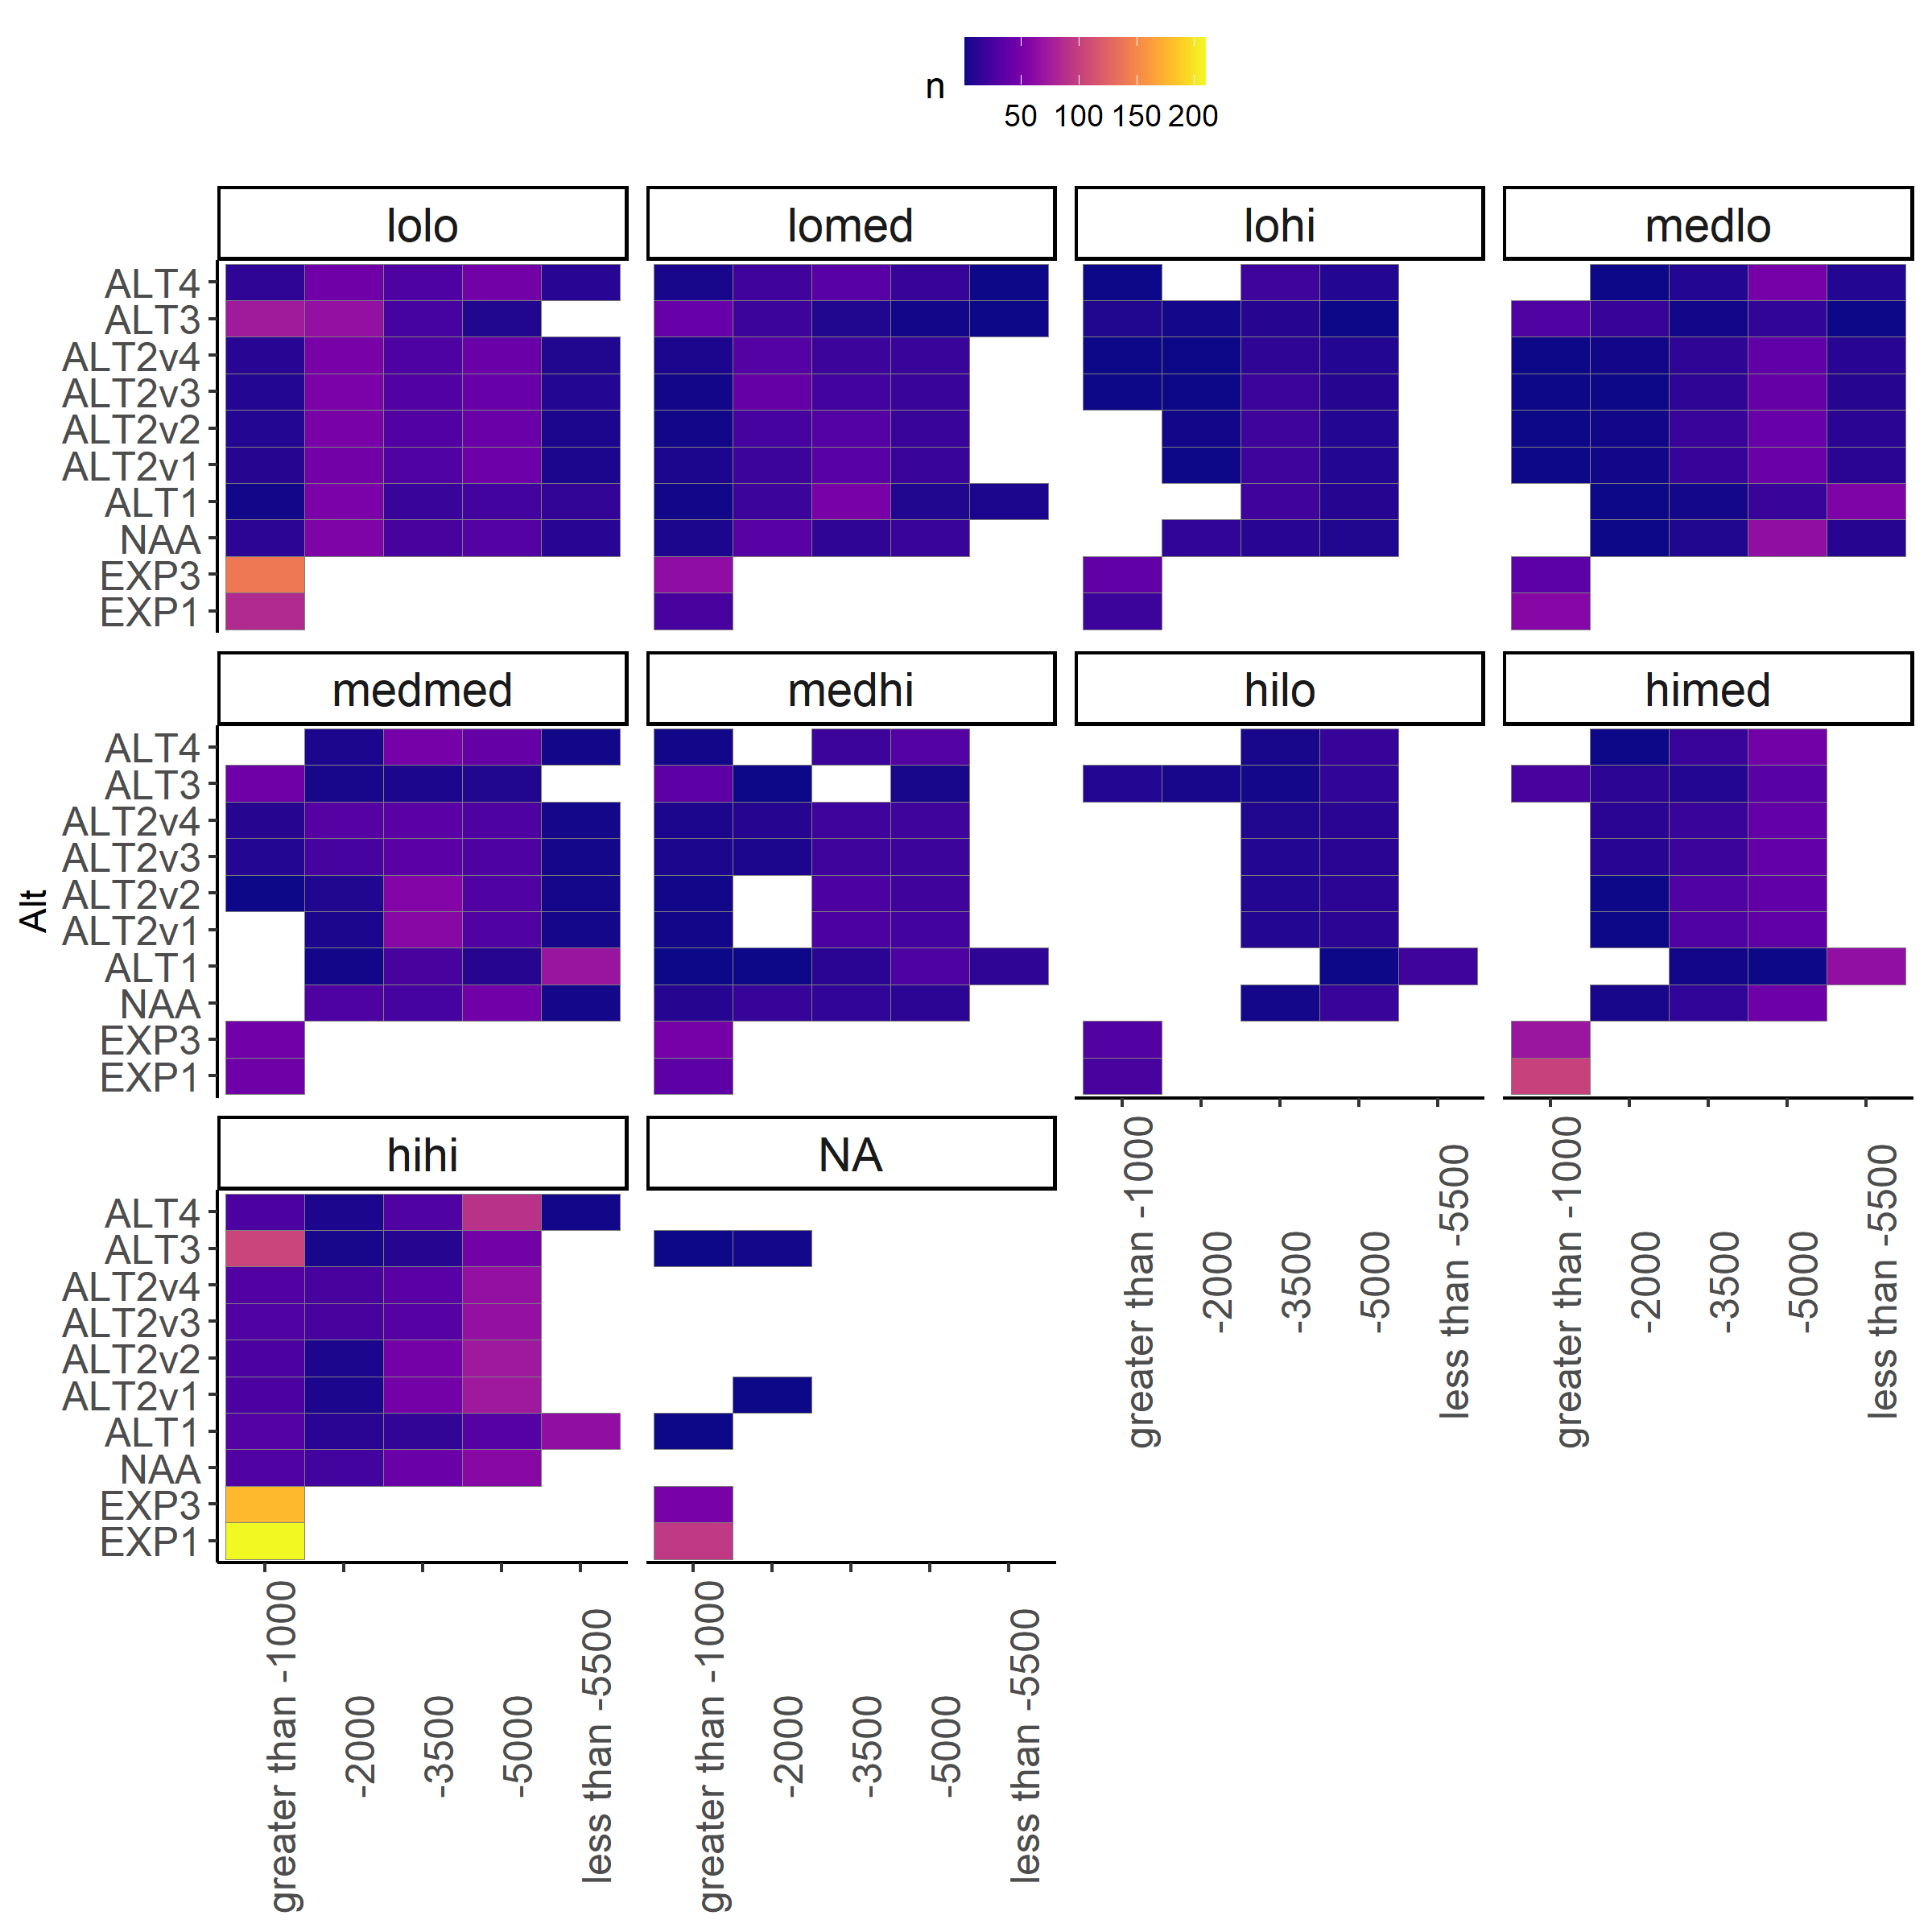 n
50 100 150 200
lolo lomed lohi medlo
ALT4
ALT3
ALT2v4
ALT2v3
ALT2v2
ALT2v1
ALT1
NAA
EXP3
EXP1
medmed medhi hilo himed
Alt
ALT4
ALT3
ALT2v4
ALT2v3
ALT2v2
ALT2v1
ALT1
NAA
EXP3
EXP1
greater than -1000
-2000
-3500
-5000
less than -5500
greater than -1000
-2000
-3500
-5000
less than -5500
hihi NA
ALT4
ALT3
ALT2v4
ALT2v3
ALT2v2
ALT2v1
ALT1
NAA
EXP3
EXP1
greater than -1000
-2000
-3500
-5000
less than -5500
greater than -1000
-2000
-3500
-5000
less than -5500